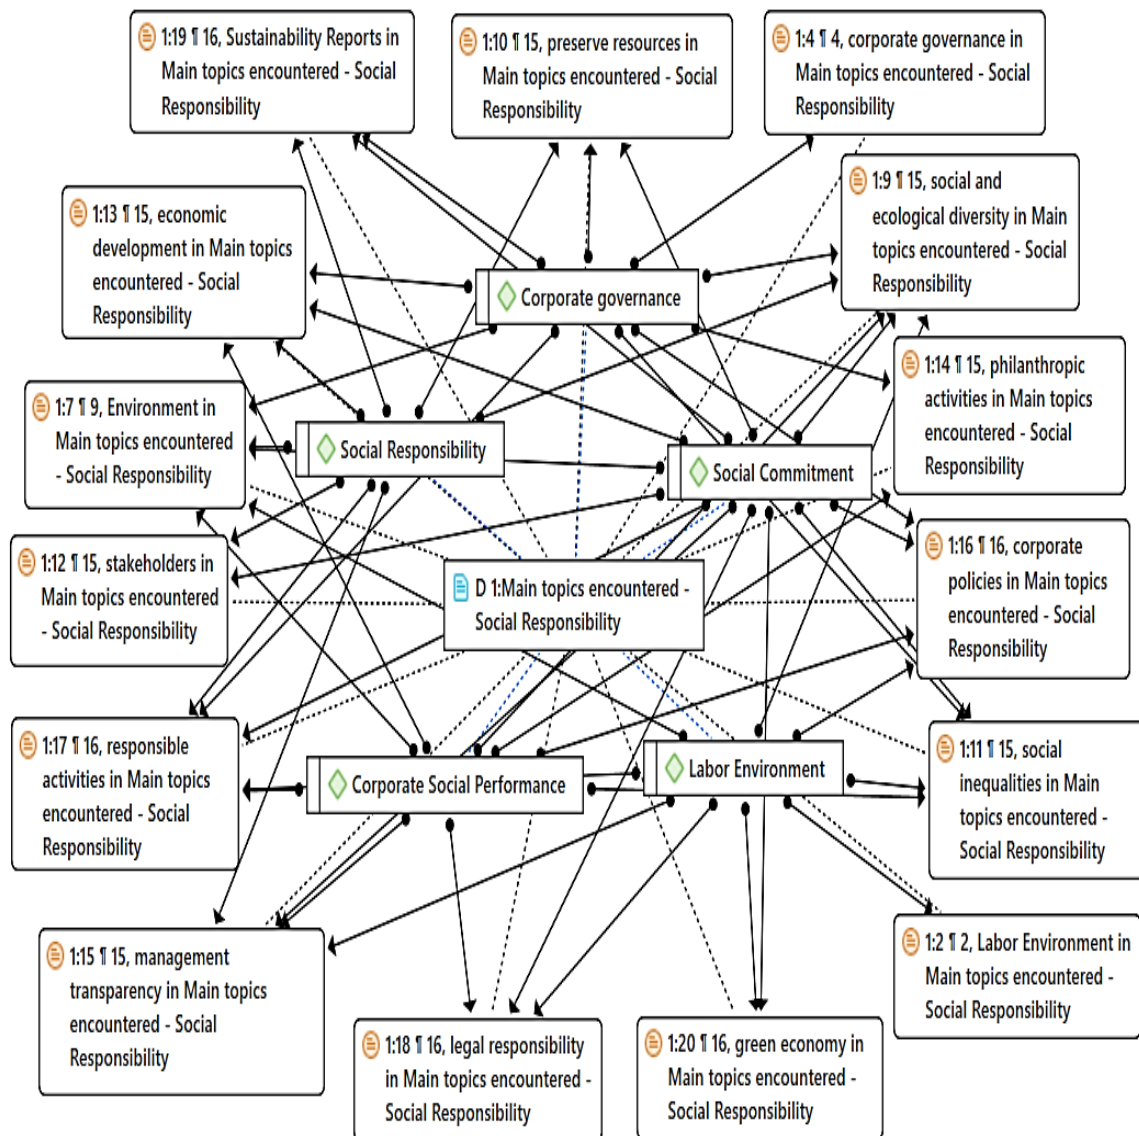 1:19 ¶ 16, Sustainability Reports in
Main topics encountered - Social
Responsibility
1:10 ¶ 15, preserve resources in
Main topics encountered - Social
Responsibility
1:4 ¶ 4, corporate governance in
Main topics encountered - Social
Responsibility
1:13 ¶ 15, economic
development in Main topics
encountered - Social
Responsibility
1:9 ¶ 15, social and
ecological diversity in Main
topics encountered - Social
Responsibility
Corporate governance
1:14 ¶ 15, philanthropic
activities in Main topics
encountered - Social
Responsibility
1:7 ¶ 9, Environment in
Main topics encountered
- Social Responsibility
Social Responsibility
Social Commitment
1:12 ¶ 15, stakeholders in
Main topics encountered
- Social Responsibility
D 1:Main topics encountered -
Social Responsibility
1:16 ¶ 16, corporate
policies in Main topics
encountered - Social
Responsibility
1:17 ¶ 16, responsible
activities in Main topics
encountered - Social
Responsibility
Corporate Social Performance
Labor Environment
1:11 ¶ 15, social
inequalities in Main
topics encountered -
Social Responsibility
1:15 ¶ 15, management
transparency in Main topics
encountered - Social
Responsibility
1:2 ¶ 2, Labor Environment in
Main topics encountered -
Social Responsibility
1:18 ¶ 16, legal responsibility
in Main topics encountered -
Social Responsibility
1:20 ¶ 16, green economy in
Main topics encountered -
Social Responsibility